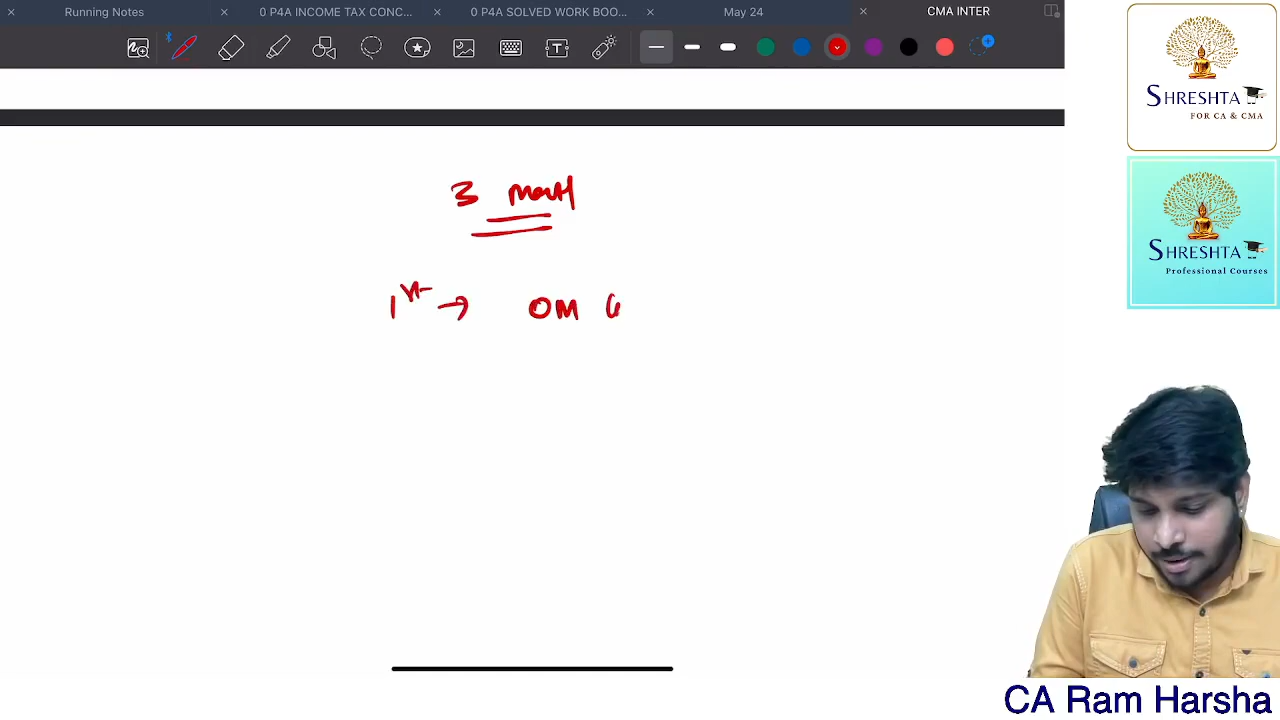 Running Notes
0 P4A INCOME TAX CONC...
0 P4A SOLVED WORK BOO...
May 24
CMA INTER
SHRESHTA
FOR CA & CMA
SHRESHTA
Professional Courses
3
1st → OM
CA Ram Harsha